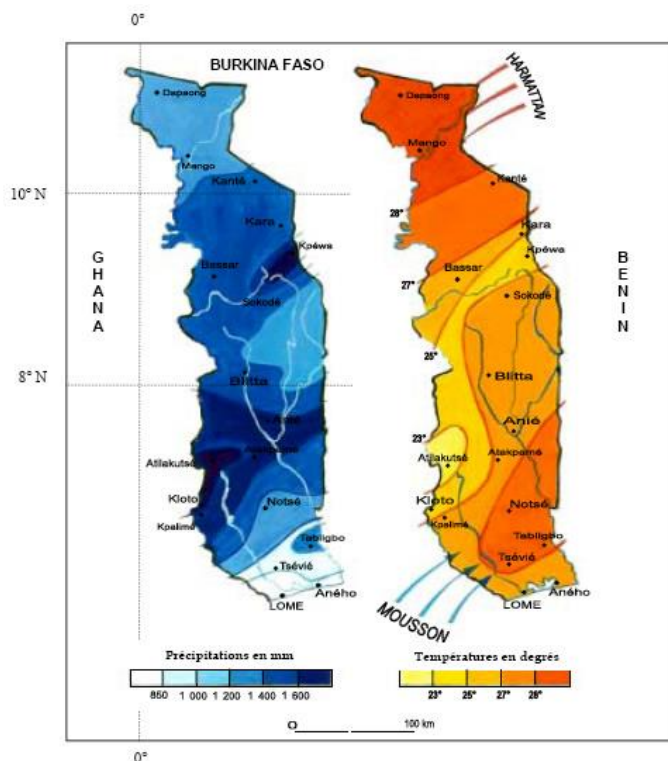 0°
BURKINA FASO
HARMATTAN
Dapaong
Dapaong
Mango
Mango
Kanté
Kanté
10° N
28°
Kara
Kara
Kpéwa
Kpéwa
GHANA
BENIN
Bassar
Bassar
27°
Sokodé
Sokodé
25°
8° N
Blitta
Blitta
Anié
Anié
23°
Atakpamé
Atakpamé
Atilakutsé
Atilakutsé
Kloto
Kloto
Notsé
Notsé
Kpalimé
Kpalimé
Tabligbo
Tabligbo
Tsévié
Tsévié
Aného
Aného
LOME
LOME
MOUSSON
Précipitations en mm
Températures en degrés
850 1 000 1 200 1 400 1 600
23° 25° 27° 28°
O 100 km
0°